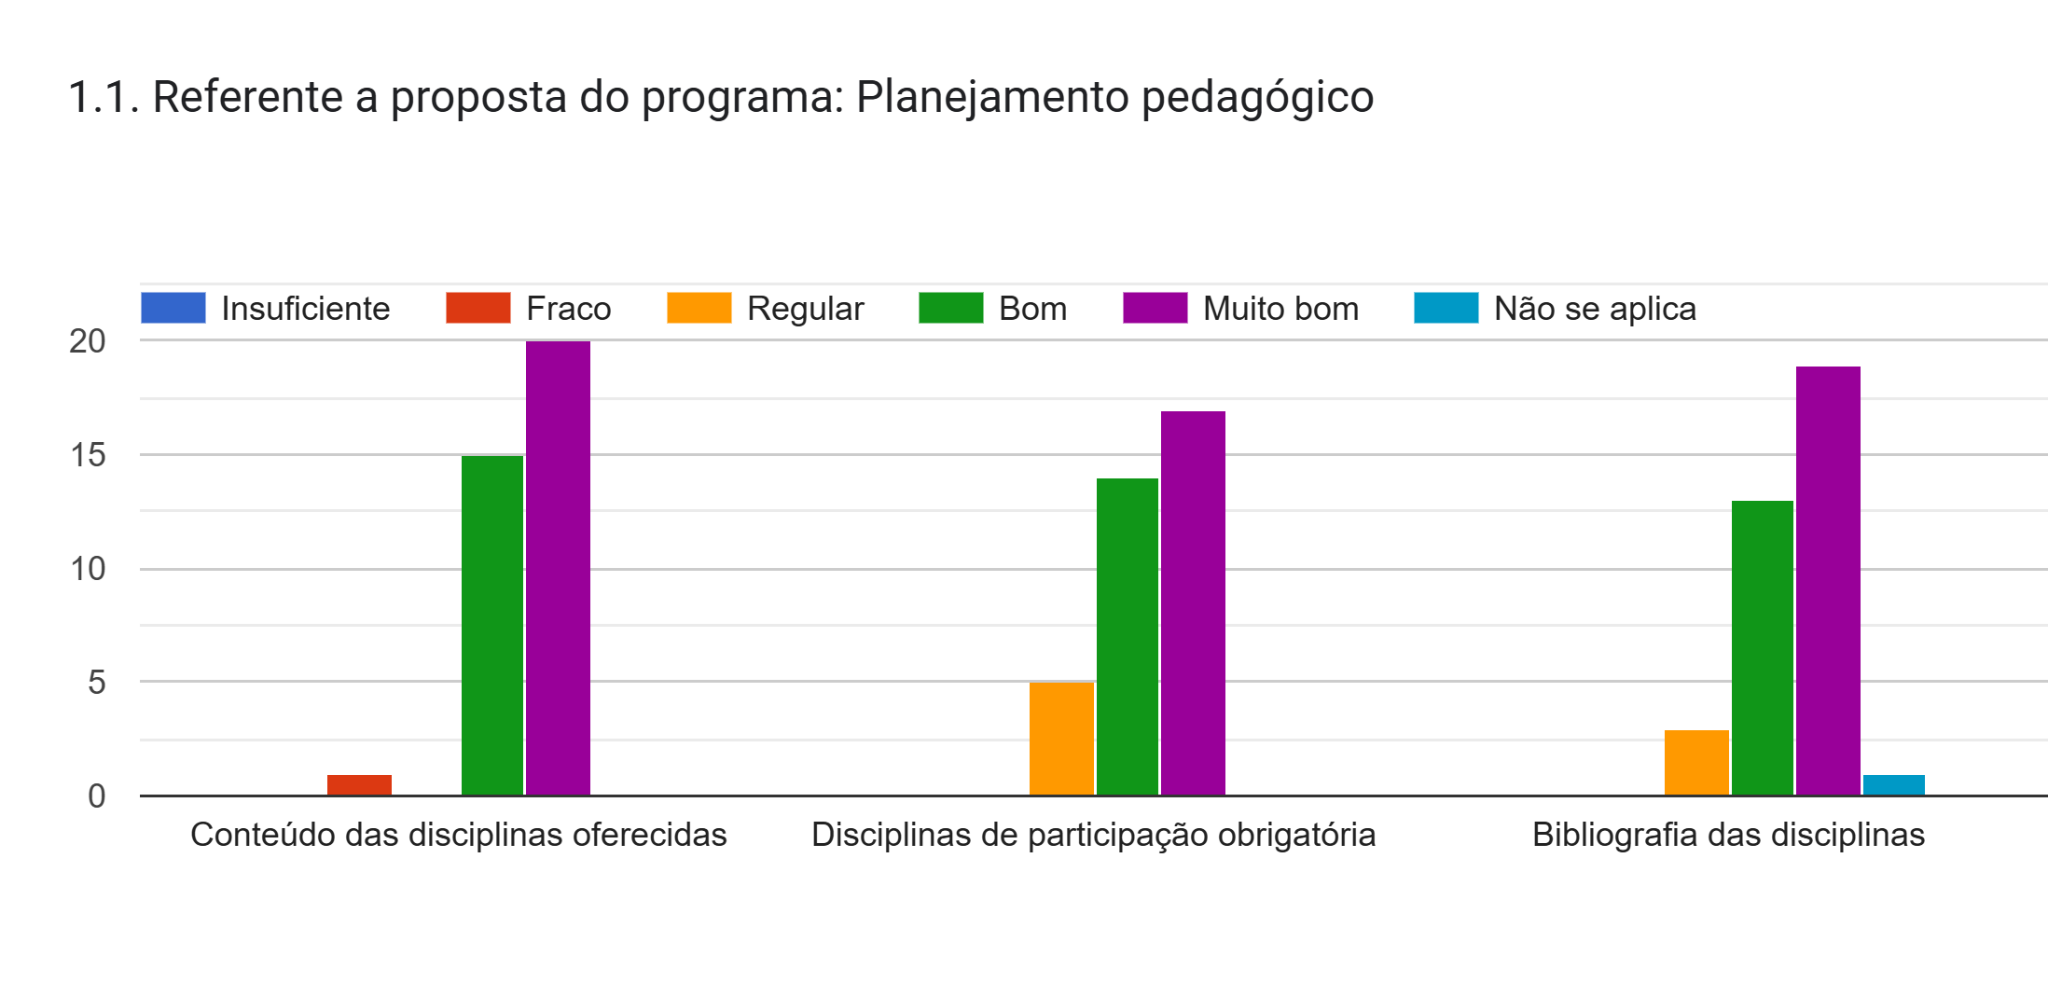 1.1. Referente a proposta do programa: Planejamento pedagógico
Insuficiente Fraco Regular Bom Muito bom Não se aplica
20
15
10
5
0
Conteúdo das disciplinas oferecidas Disciplinas de participação obrigatória Bibliografia das disciplinas